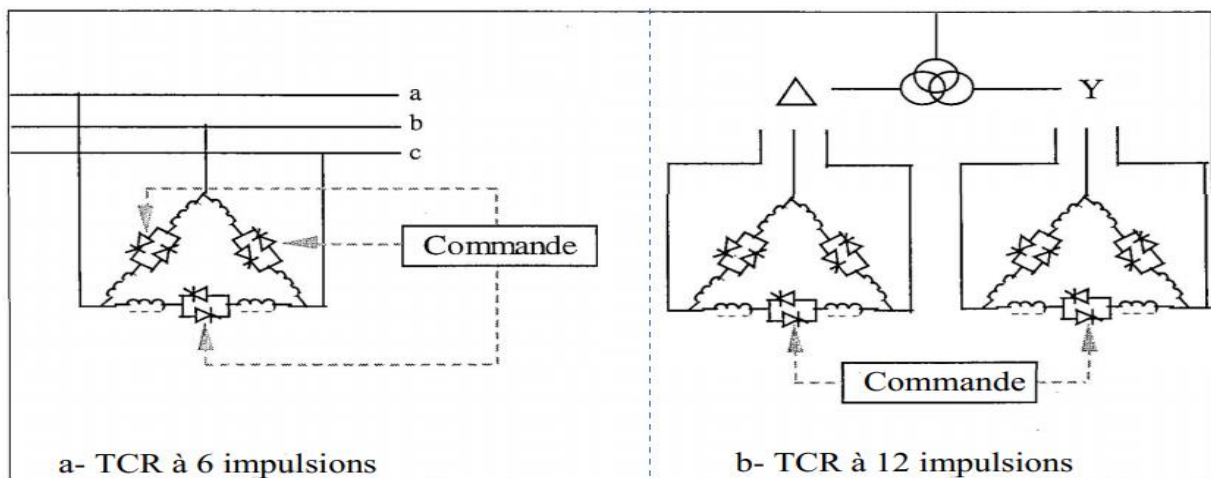 a
b
c
Commande
a- TCR à 6 impulsions
Y
Commande
b- TCR à 12 impulsions